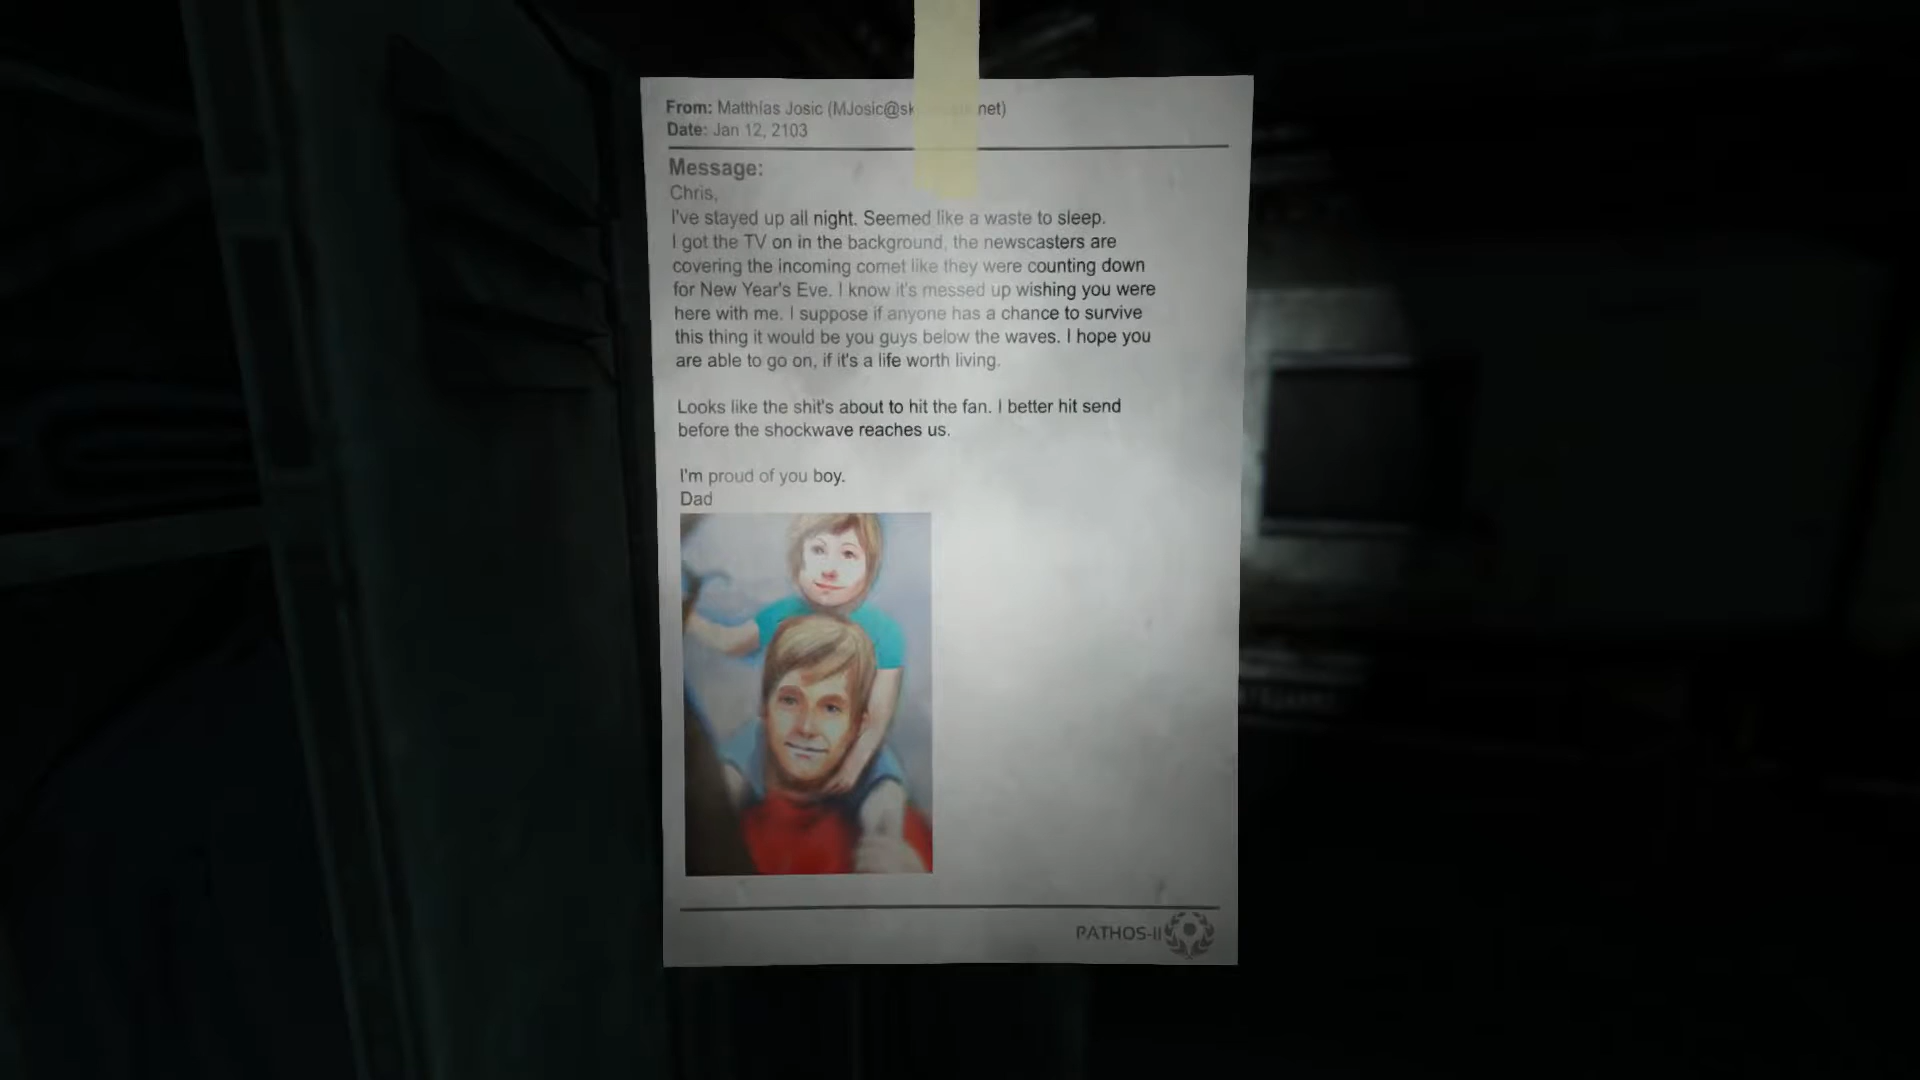 From: Matthias Josic (MJosic@sk net)
Date: Jan 12, 2103
Message:
Chris,
I've stayed up all night. Seemed like a waste to sleep.
I got the TV on in the background, the newscasters are
covering the incoming comet like they were counting down
for New Year's Eve. I know it's messed up wishing you were
here with me. I suppose if anyone has a chance to survive
this thing it would be you guys below the waves. I hope you
are able to go on, if it's a life worth living.
Looks like the shit's about to hit the fan. I better hit send
before the shockwave reaches us.
I'm proud of you boy.
Dad
PATHOS-II